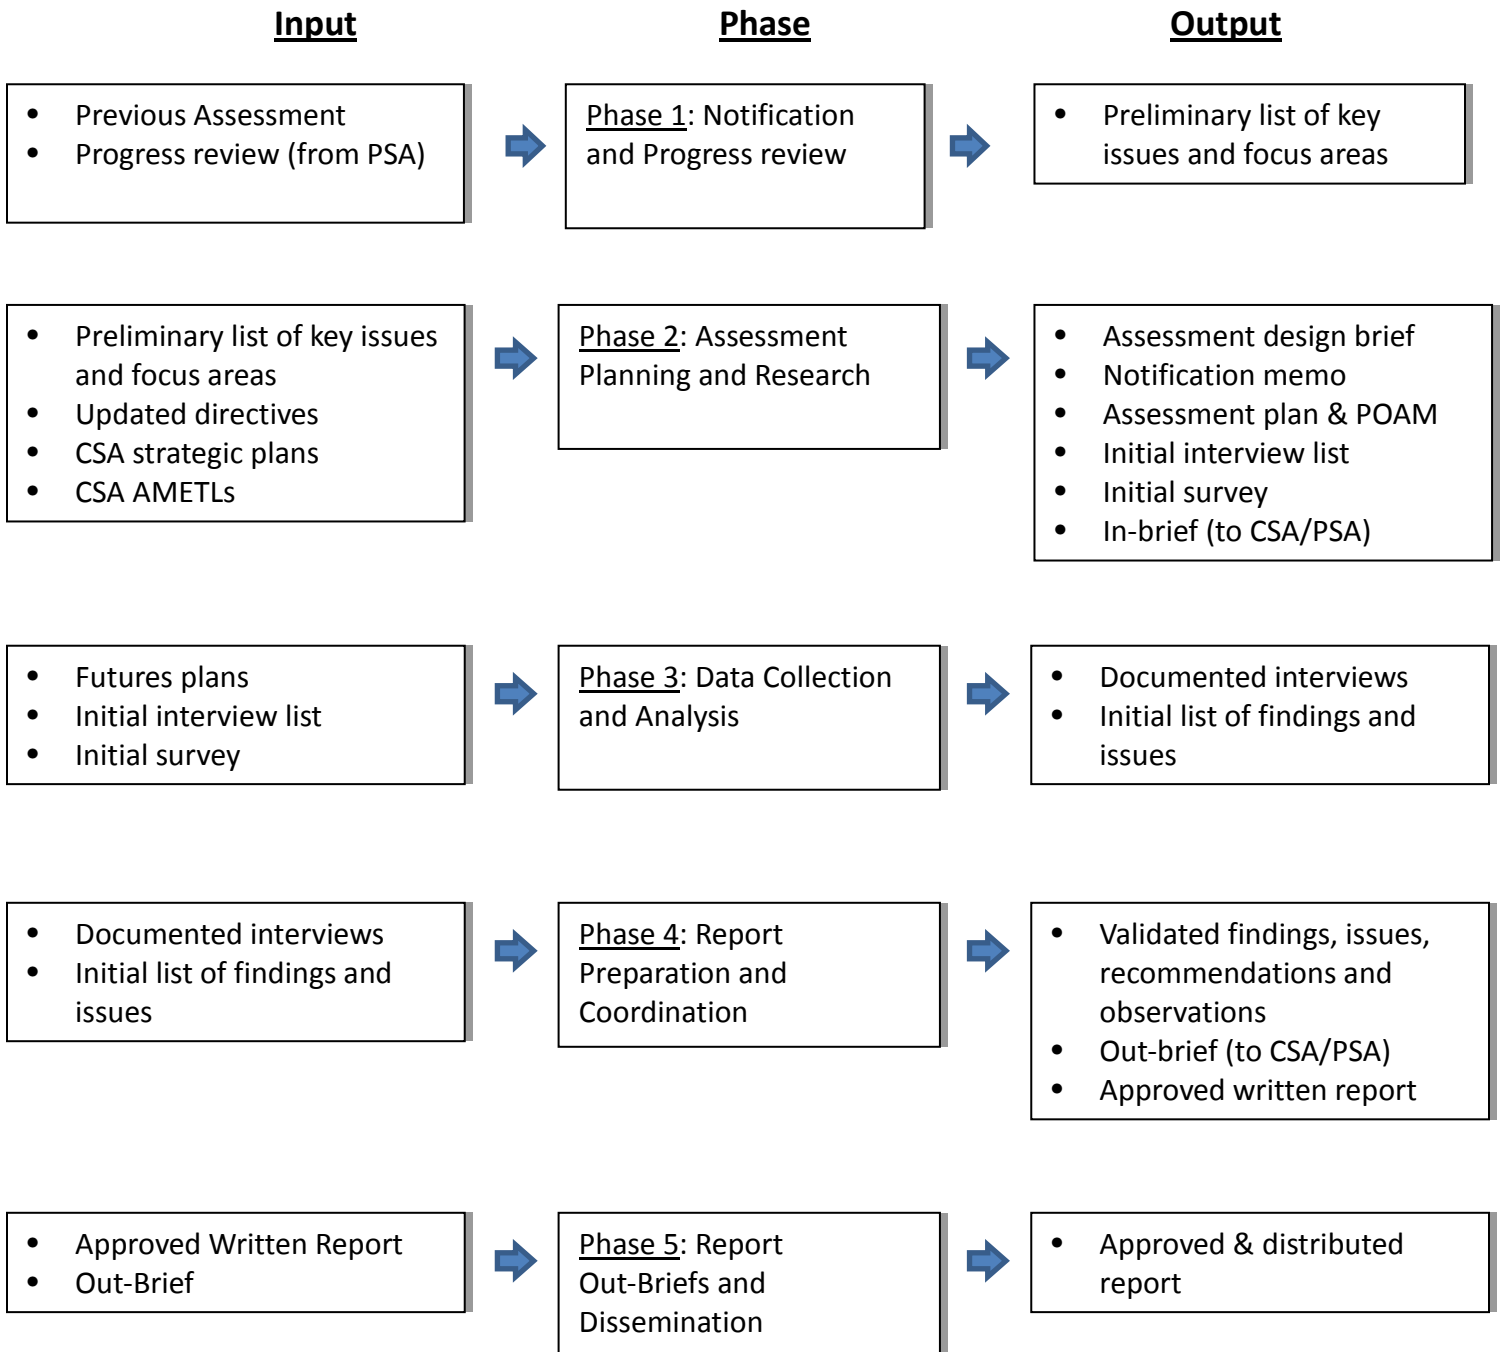 Input
Phase
Output
• Previous Assessment
• Progress review (from PSA)
Phase 1: Notification
and Progress review
• Preliminary list of key
issues and focus areas
• Preliminary list of key issues
and focus areas
• Updated directives
• CSA strategic plans
• CSA AMETLs
Phase 2: Assessment
Planning and Research
• Assessment design brief
• Notification memo
• Assessment plan & POAM
• Initial interview list
• Initial survey
• In-brief (to CSA/PSA)
• Futures plans
• Initial interview list
• Initial survey
Phase 3: Data Collection
and Analysis
• Documented interviews
• Initial list of findings and
issues
• Documented interviews
• Initial list of findings and
issues
Phase 4: Report
Preparation and
Coordination
• Validated findings, issues,
recommendations and
observations
• Out-brief (to CSA/PSA)
• Approved written report
• Approved Written Report
• Out-Brief
Phase 5: Report
Out-Briefs and
Dissemination
• Approved & distributed
report